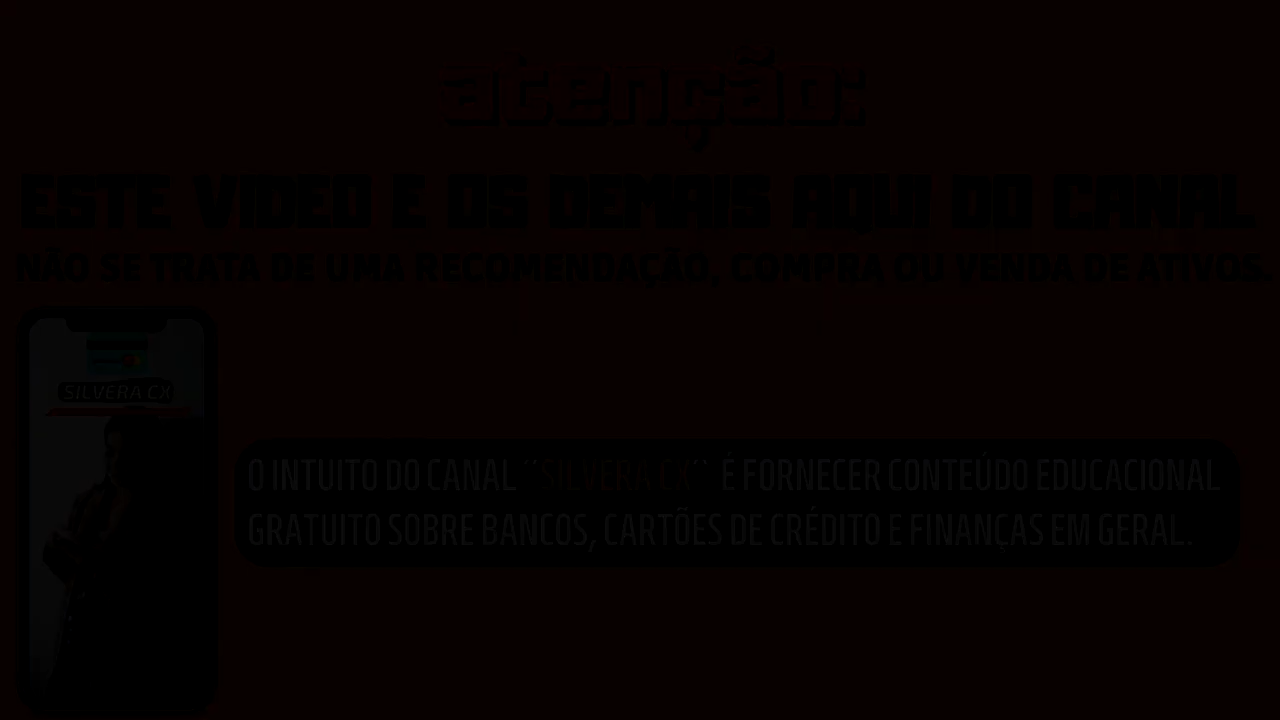 atenção:
ESTE VIDEO E OS DEMAIS AQUI DO CANAL
NÃO SE TRATA DE UMA RECOMENDAÇÃO, COMPRA OU VENDA DE ATIVOS.
SILVERA CX
O INTUITO DO CANAL "SILVERA CX" É FORNECER CONTEÚDO EDUCACIONAL
GRATUITO SOBRE BANCOS, CARTÕES DE CRÉDITO E FINANÇAS EM GERAL.